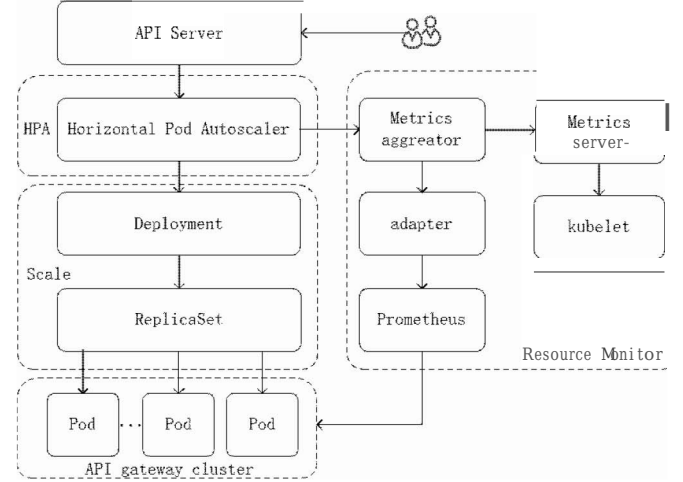 API Server
HPA
Horizontal Pod Autoscaler
Metrics
aggreator
Metrics
server-
Deployment
adapter
kubelet
Scale
ReplicaSet
Prometheus
Resource Monitor
Pod
...
Pod
Pod
API gateway cluster